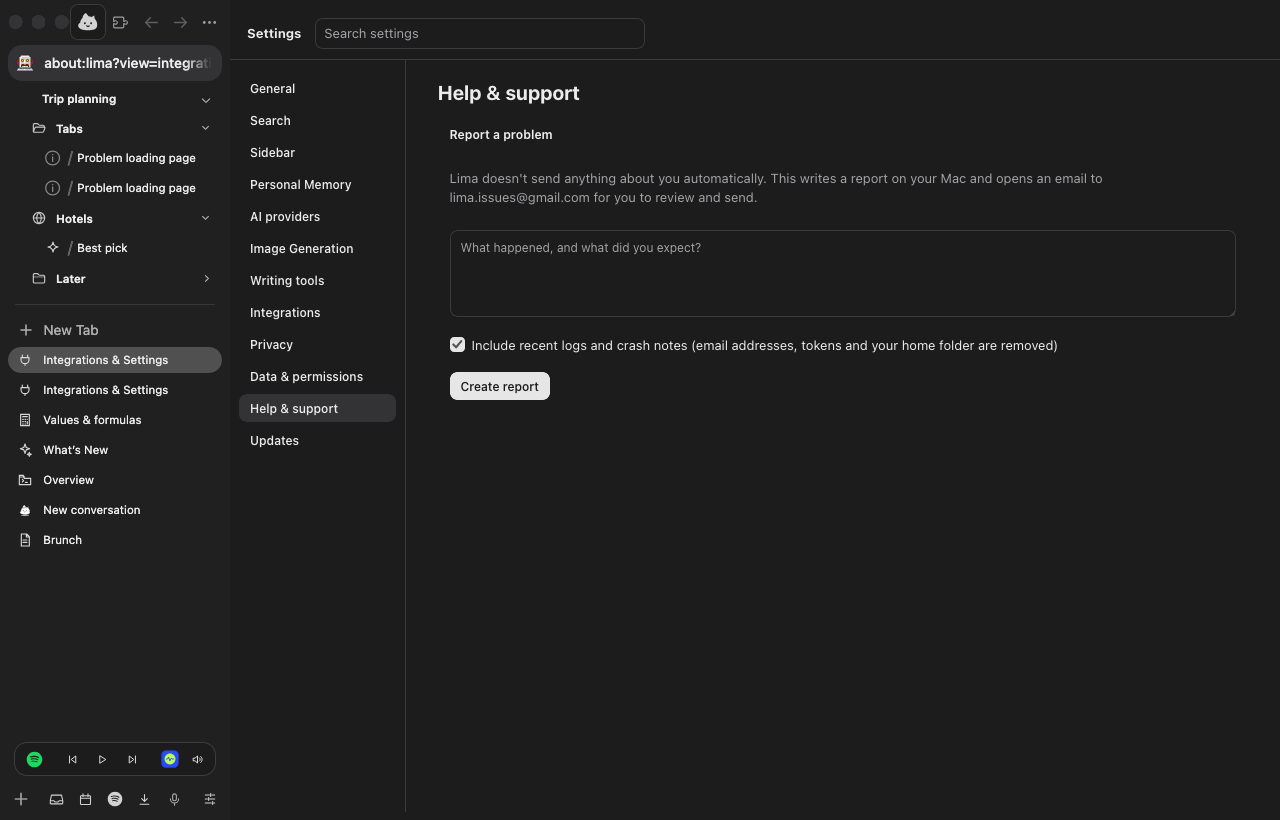 about:lima?view=integrat
Trip planning
Tabs
/ Problem loading page
/ Problem loading page
Hotels
/ Best pick
Later
New Tab
Integrations & Settings
Integrations & Settings
Values & formulas
What's New
Overview
New conversation
Brunch
Settings
Search settings
General
Search
Sidebar
Personal Memory
AI providers
Image Generation
Writing tools
Integrations
Privacy
Data & permissions
Help & support
Updates
Help & support
Report a problem
Lima doesn't send anything about you automatically. This writes a report on your Mac and opens an email to
lima.issues@gmail.com for you to review and send.
What happened, and what did you expect?
Include recent logs and crash notes (email addresses, tokens and your home folder are removed)
Create report